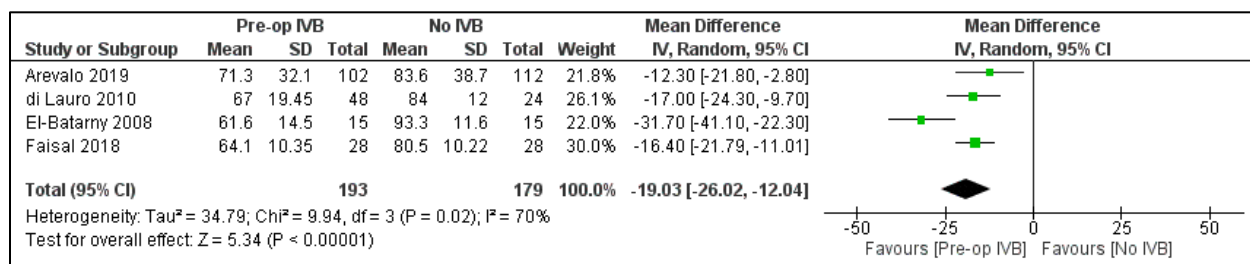 Pre-op IVB No IVB Mean Difference Mean Difference
Study or Subgroup Mean SD Total Mean SD Total Weight IV, Random, 95% CI IV, Random, 95% CI
Arevalo 2019 71.3 32.1 102 83.6 38.7 112 21.8% -12.30 [-21.80, -2.80]
di Lauro 2010 67 19.45 48 84 12 24 26.1% -17.00 [-24.30, -9.70]
El-Batarny 2008 61.6 14.5 15 93.3 11.6 15 22.0% -31.70 [-41.10, -22.30]
Faisal 2018 64.1 10.35 28 80.5 10.22 28 30.0% -16.40 [-21.79, -11.01]
Total (95% CI) 193 179 100.0% -19.03 [-26.02, -12.04]
Heterogeneity: Tau² = 34.79; Chi² = 9.94, df = 3 (P = 0.02); I² = 70%
Test for overall effect: Z = 5.34 (P < 0.00001)
-50 -25 0 25 50
Favours [Pre-op IVB] Favours [No IVB]